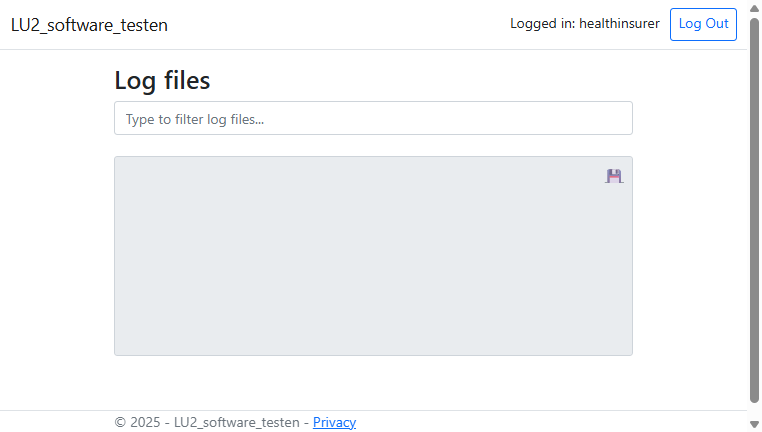 LU2_software_testen
Logged in: healthinsurer
Log Out
Log files
Type to filter log files...
© 2025 - LU2_software_testen - Privacy